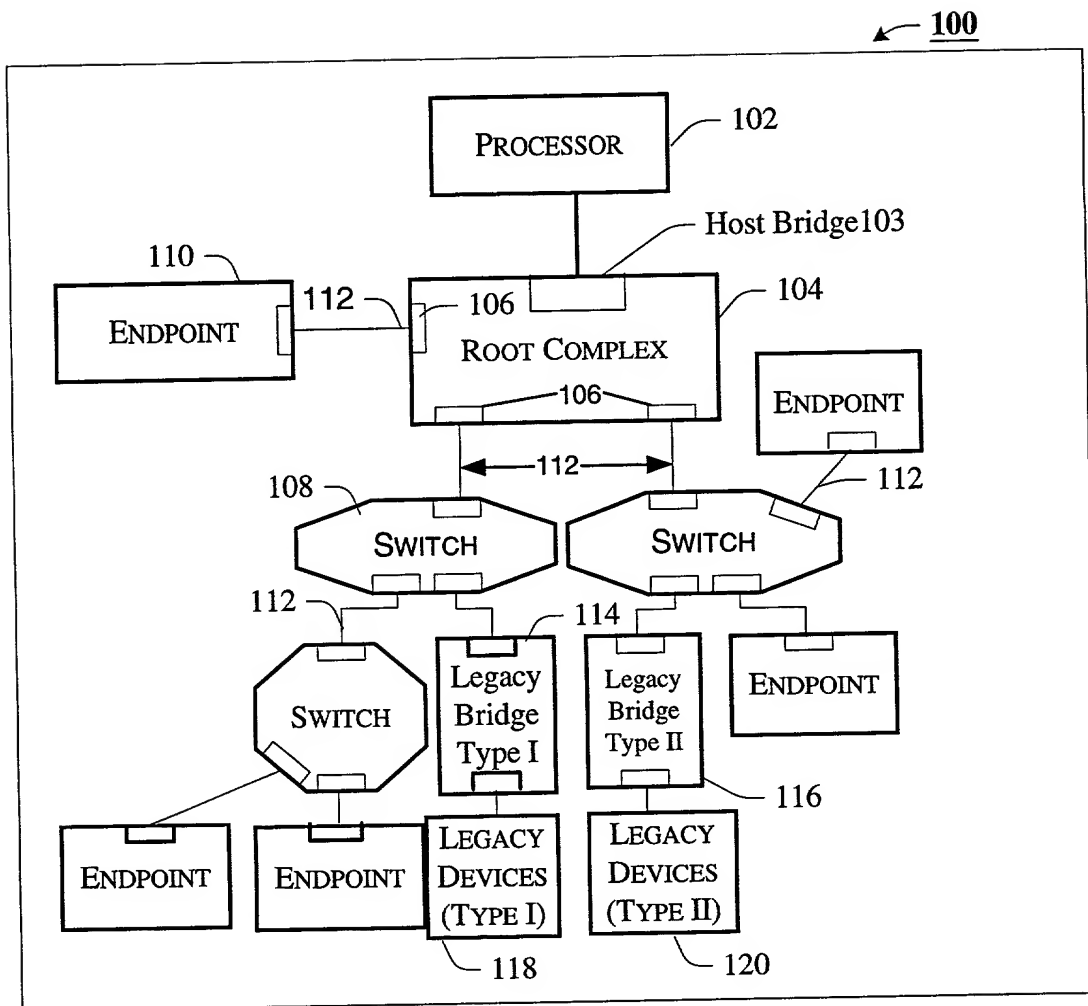 100
PROCESSOR
102
Host Bridge103
110
ENDPOINT
112
106
104
ROOT COMPLEX
106
ENDPOINT
112
112
108
SWITCH
SWITCH
112
114
SWITCH
Legacy
Bridge
Type I
Legacy
Bridge
Type II
ENDPOINT
116
ENDPOINT
ENDPOINT
LEGACY
DEVICES
(TYPE I)
LEGACY
DEVICES
(TYPE II)
118
120